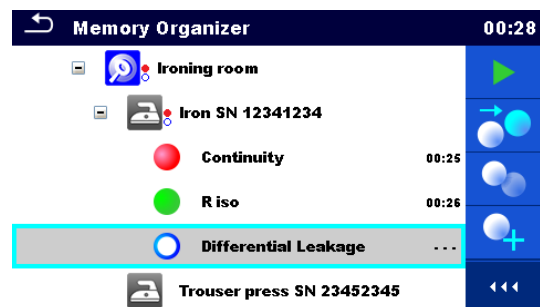 Memory Organizer 00:28
Ironing room
Iron SN 12341234
Continuity 00:25
R iso 00:26
Differential Leakage ---
Trouser press SN 23452345